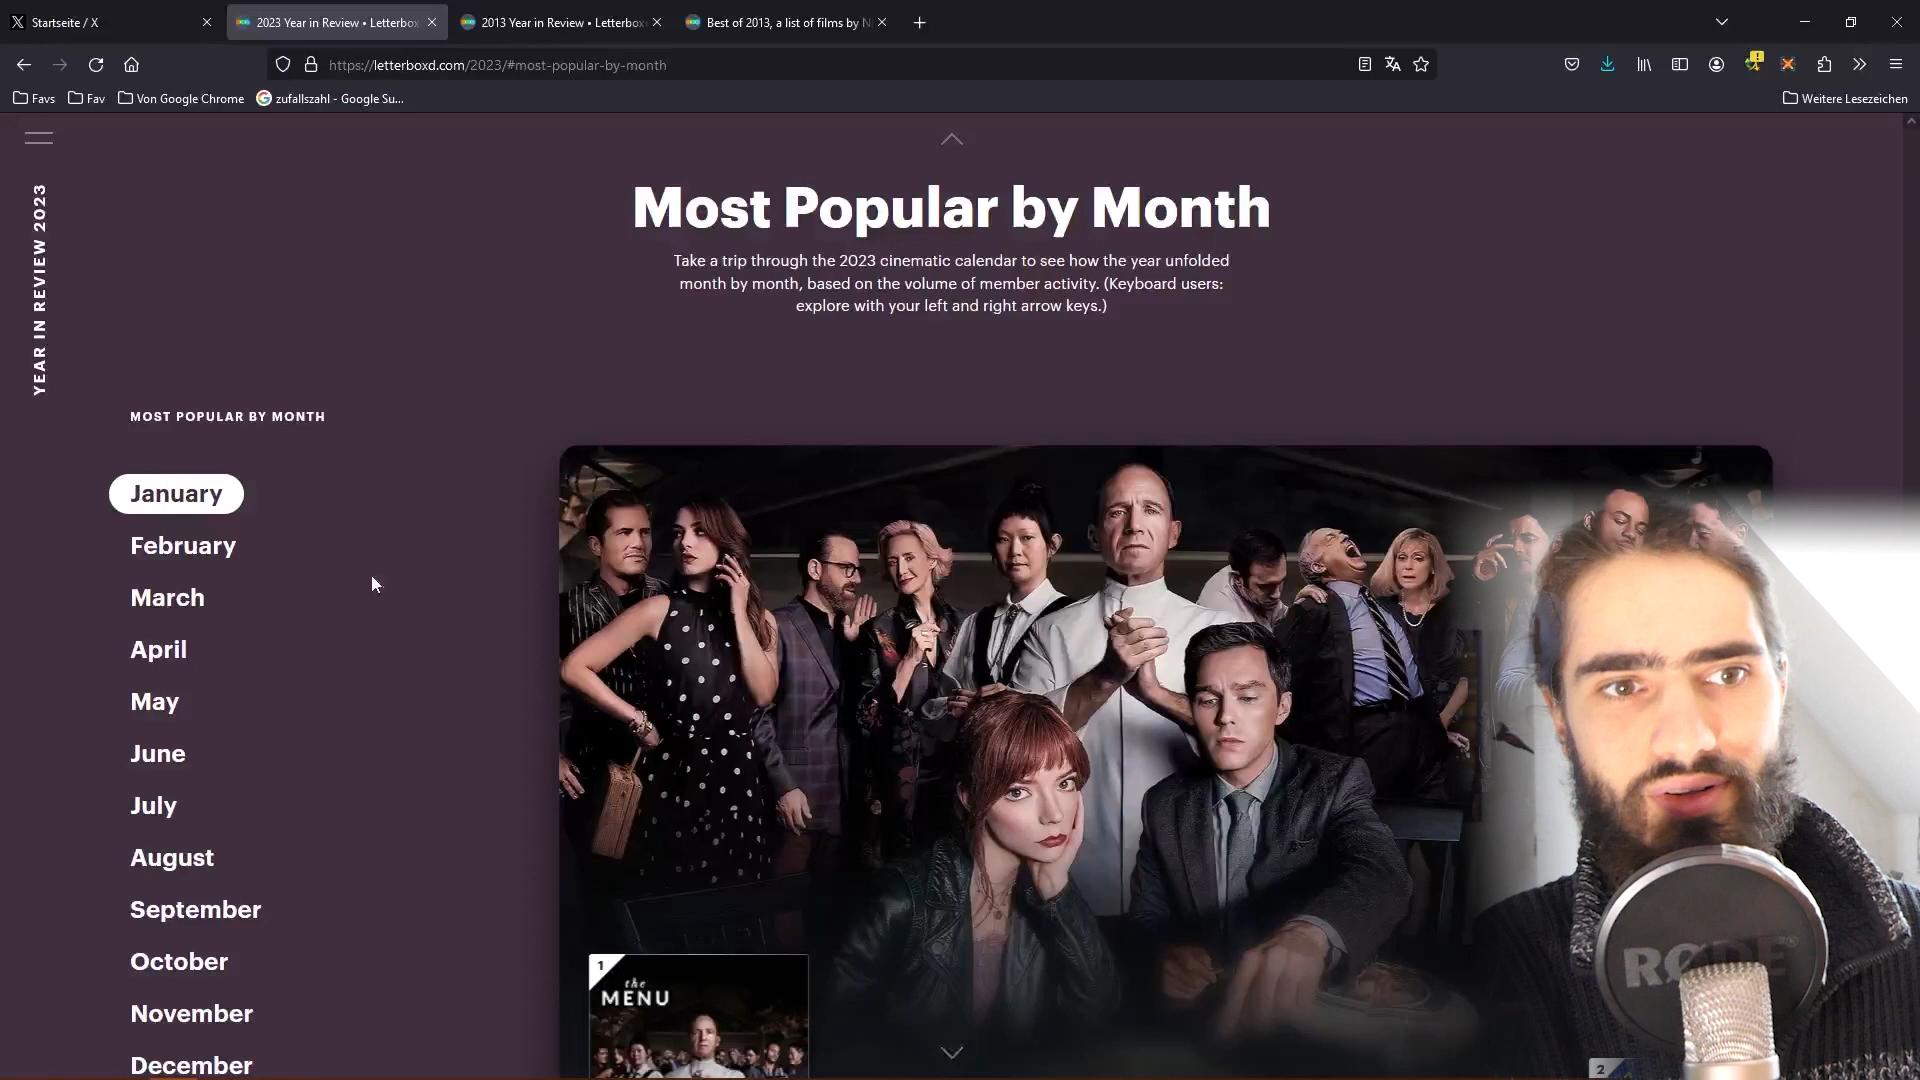 Startseite / X
2023 Year in Review • Letterbox
2013 Year in Review • Letterbox
Best of 2013, a list of films by N
https://letterboxd.com/2023/#most-popular-by-month
Favs
Fav
Von Google Chrome
zufallszahl - Google Su...
Weitere Lesezeichen
YEAR IN REVIEW 2023
Most Popular by Month
Take a trip through the 2023 cinematic calendar to see how the year unfolded
month by month, based on the volume of member activity. (Keyboard users:
explore with your left and right arrow keys.)
MOST POPULAR BY MONTH
January
February
March
April
May
June
July
August
September
October
November
December
1
the
MENU
2
RØDE